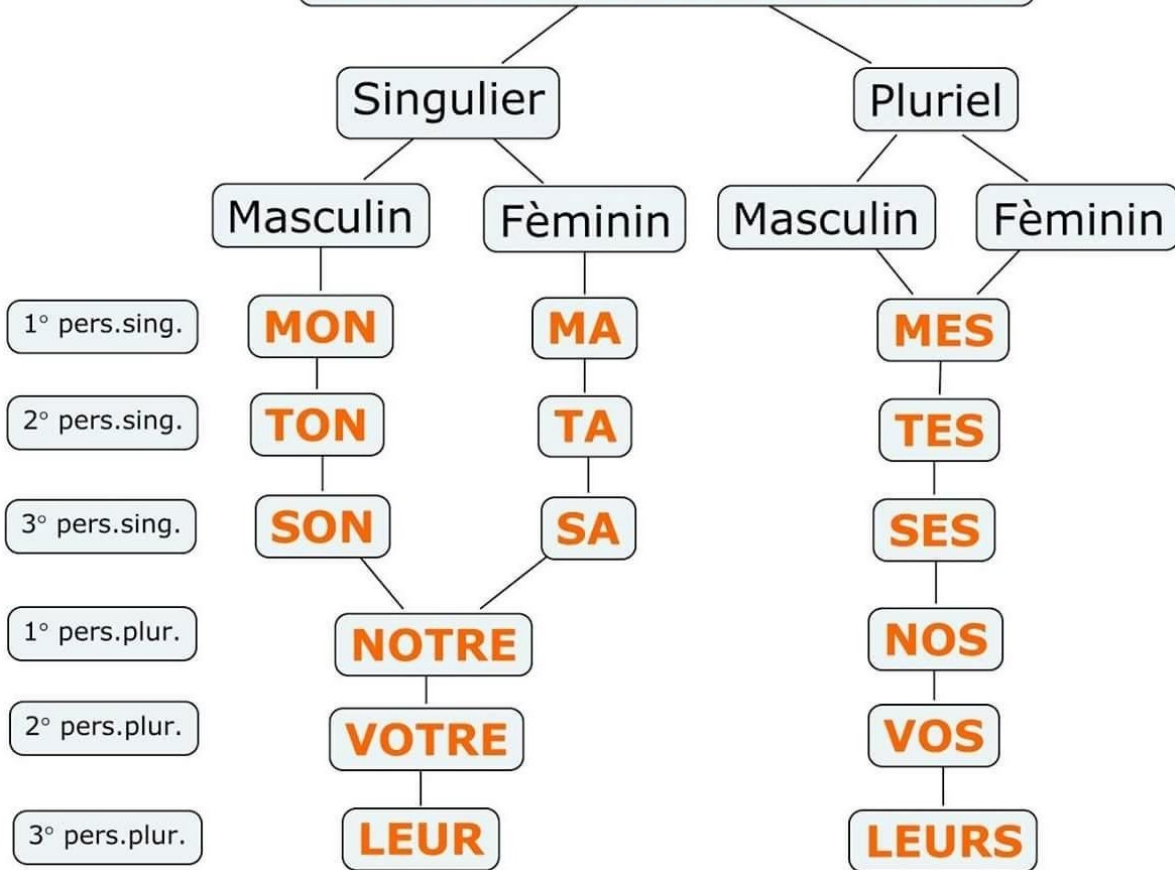 Singulier Pluriel
Masculin Fèminin Masculin Fèminin
1° pers.sing. MON MA MES
2° pers.sing. TON TA TES
3° pers.sing. SON SA SES
1° pers.plur. NOTRE NOS
2° pers.plur. VOTRE VOS
3° pers.plur. LEUR LEURS